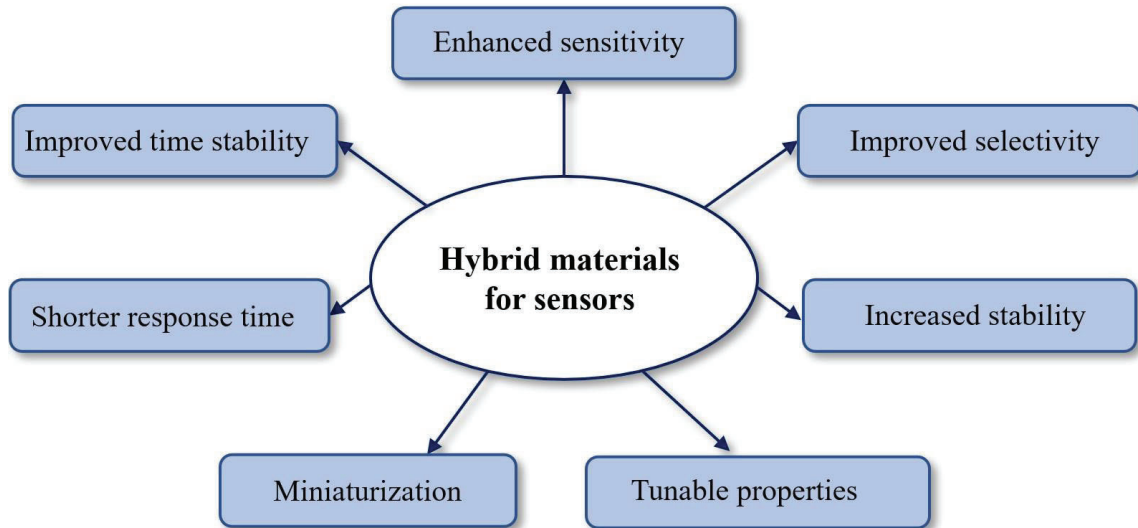 Enhanced sensitivity
Improved time stability
Improved selectivity
Hybrid materials
for sensors
Shorter response time
Increased stability
Miniaturization
Tunable properties